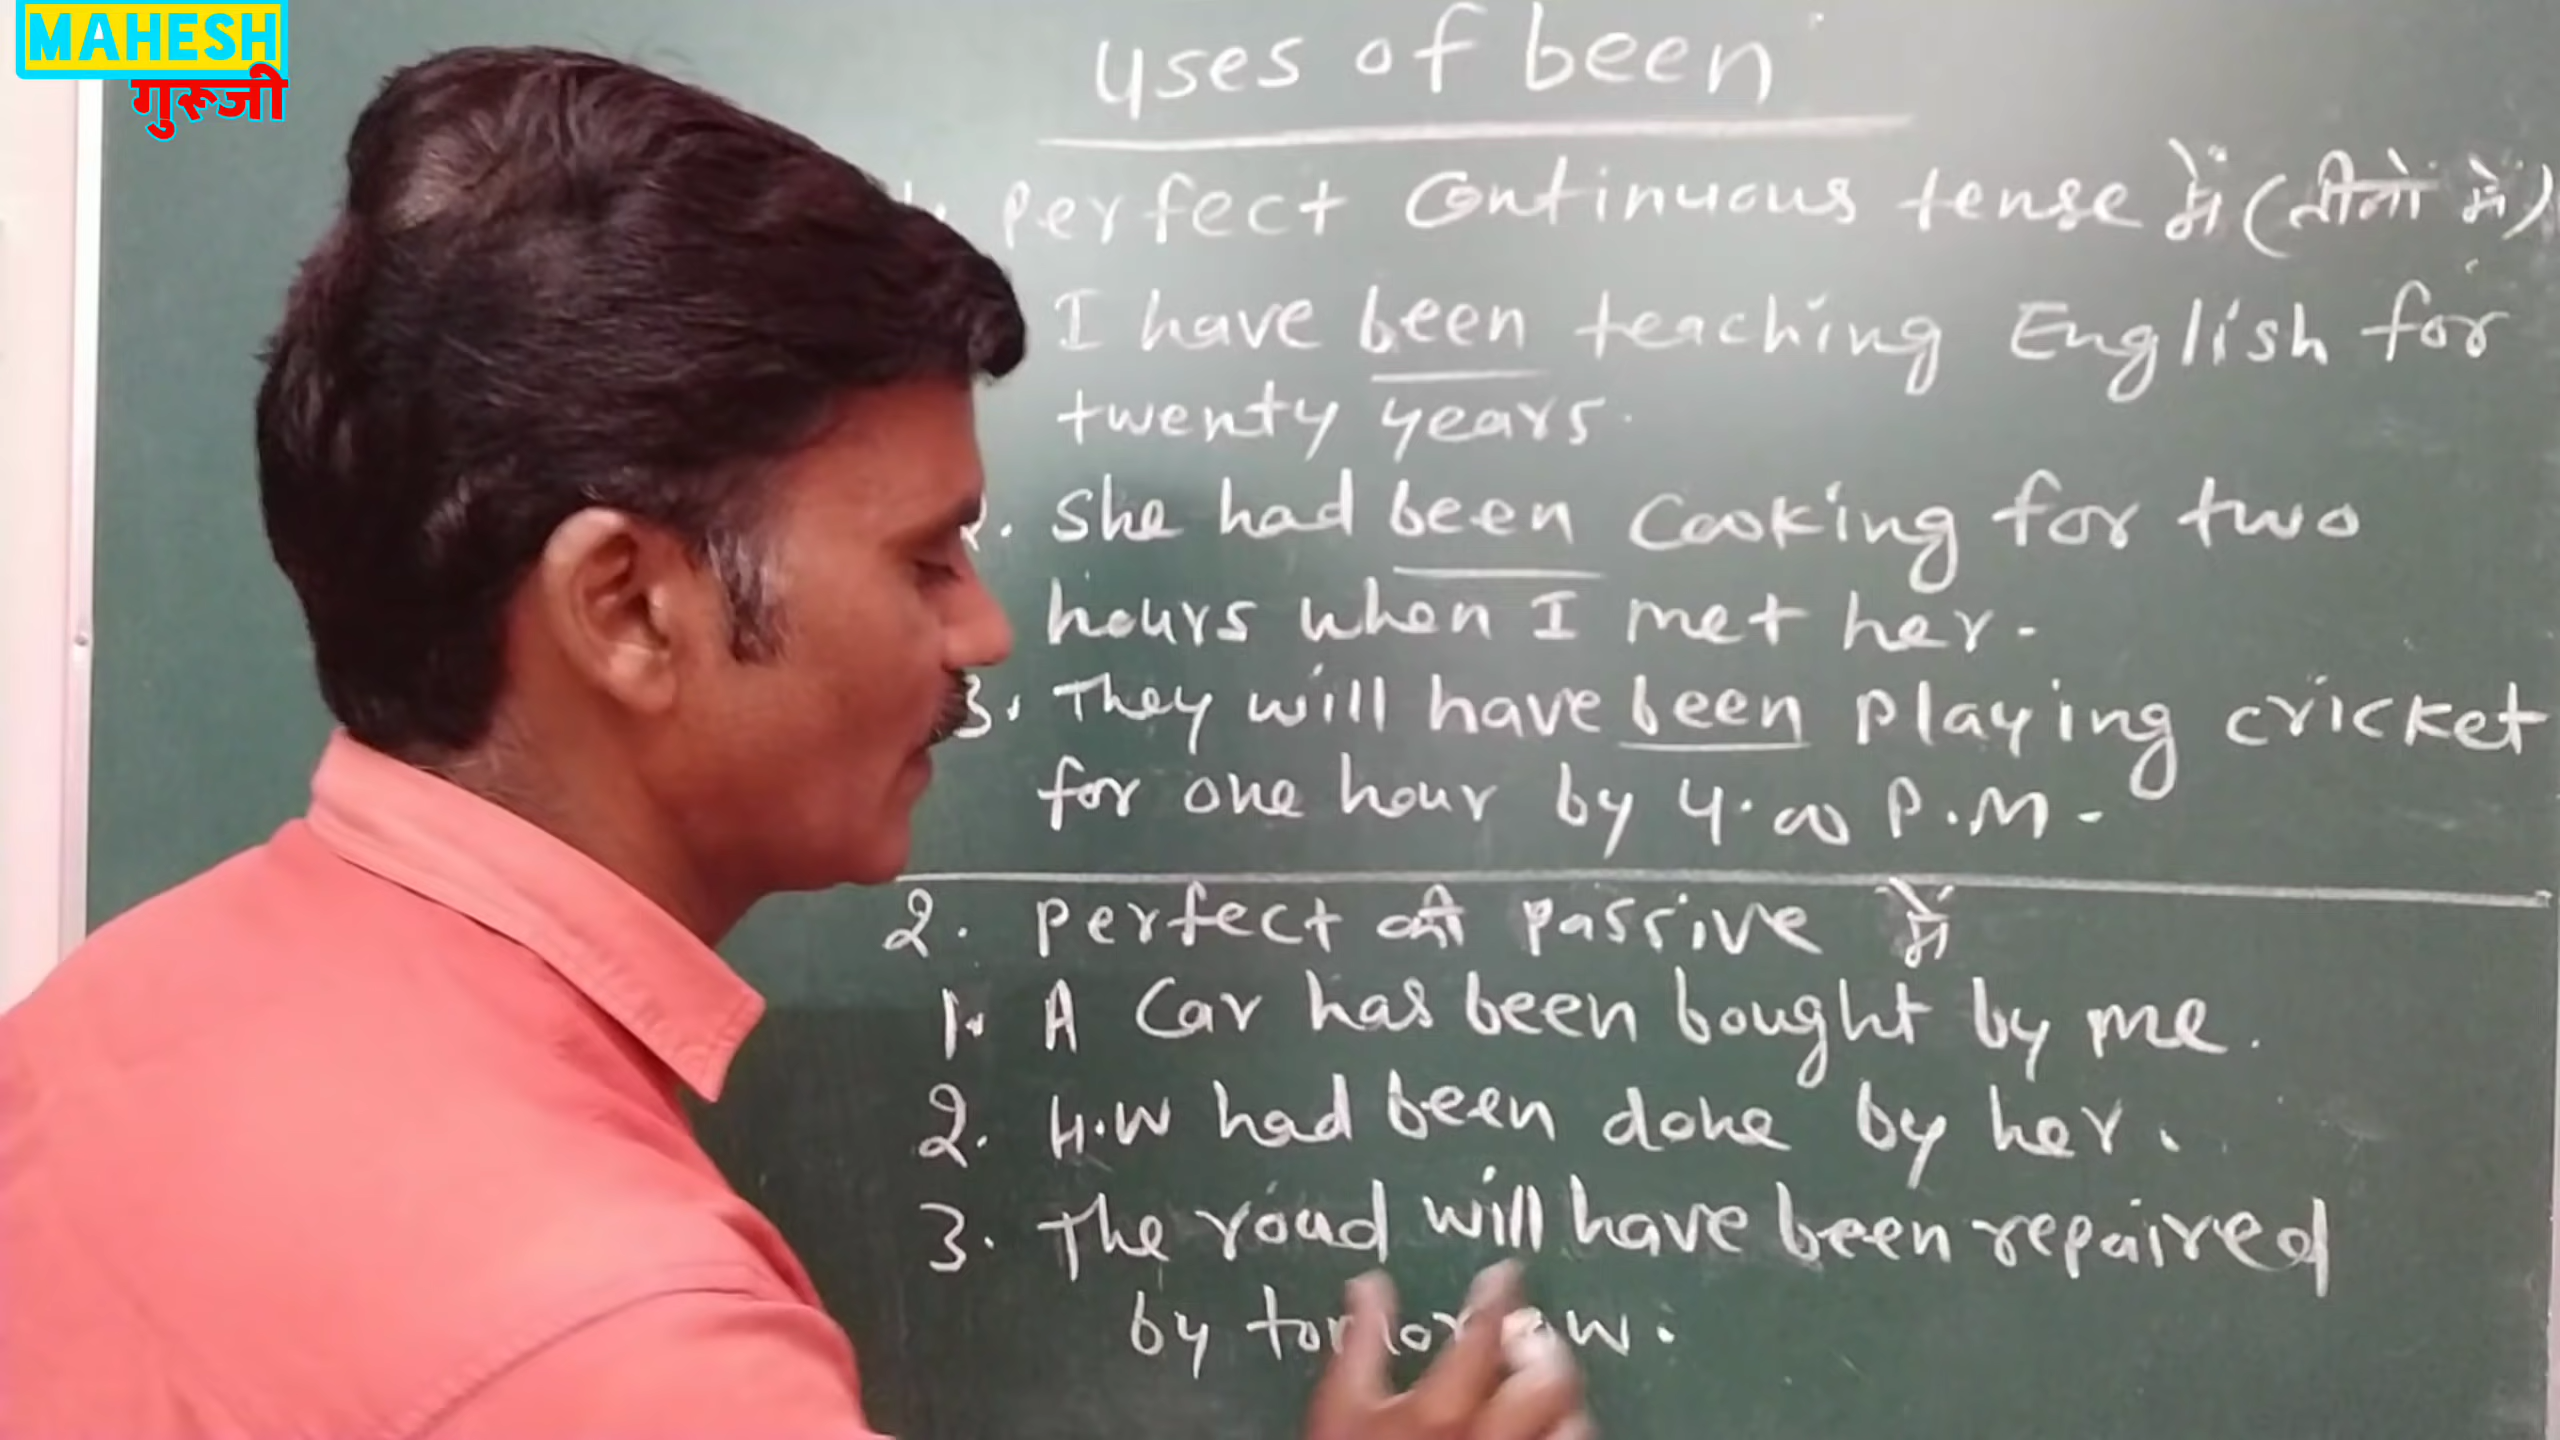 MAHESH
गुरूजी
uses of been
1. Perfect Continuous tense में (तीनों में)
I have been teaching English for
twenty years.
2. She had been Cooking for two
hours when I met her.
3. They will have been playing cricket
for one hour by 4.00 P.M.
2. Perfect की passive में
1. A Car has been bought by me.
2. H.W had been done by her.
3. The road will have been repaired
by tomorrow.